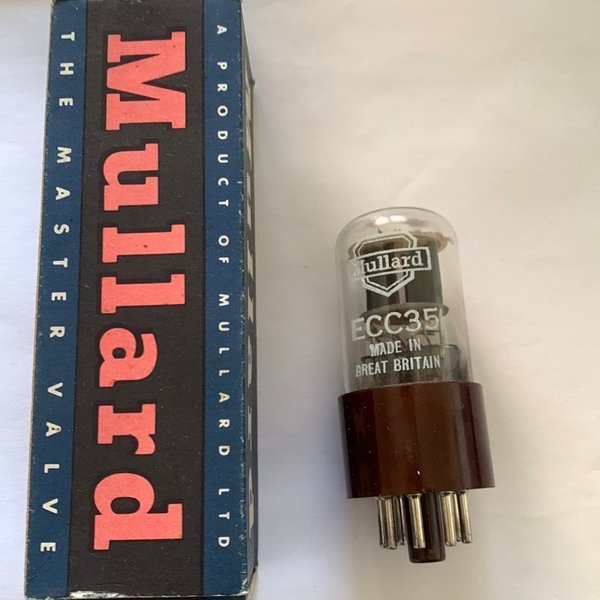 THE MASTER VALVE
Mullard
A PRODUCT OF MULLARD LTD
Mullard
ECC35
MADE IN
GREAT BRITAIN